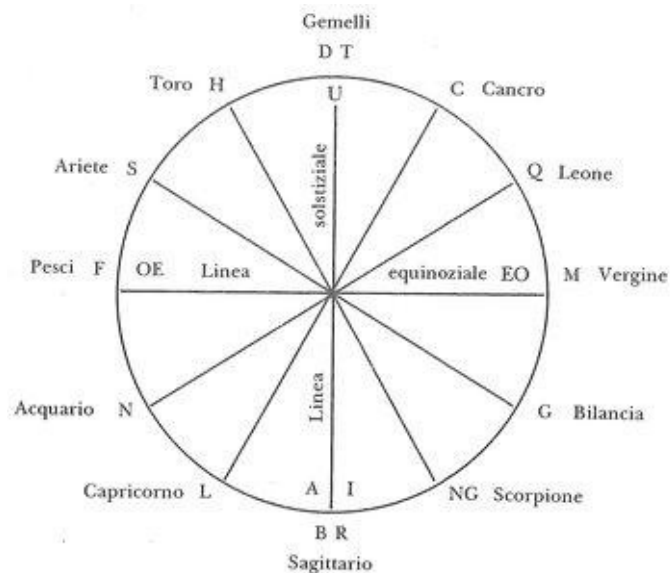 Gemelli
D T
Toro H
U
C Cancro
solstiziale
Ariete S
Q Leone
Pesci F
OE
Linea
equinoziale
EO
M Vergine
Linea
Acquario N
G Bilancia
Capricorno L
A
I
NG Scorpione
B R
Sagittario